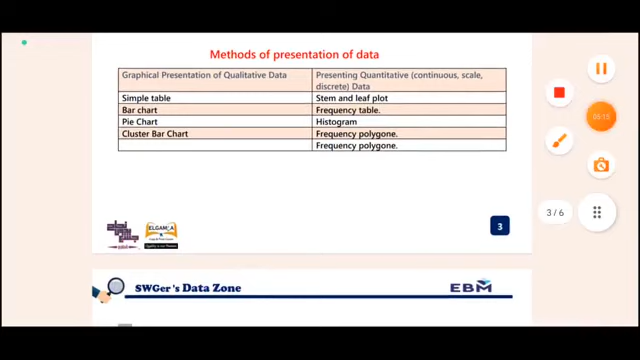 05:15
Methods of presentation of data
Graphical Presentation of Qualitative Data
Presenting Quantitative (continuous, scale, discrete) Data
Simple table
Stem and leaf plot
Bar chart
Frequency table.
Pie Chart
Histogram
Cluster Bar Chart
Frequency polygone.
Frequency polygone.
3 / 6
ELGAMLA
3
SWGer's Data Zone
EBM